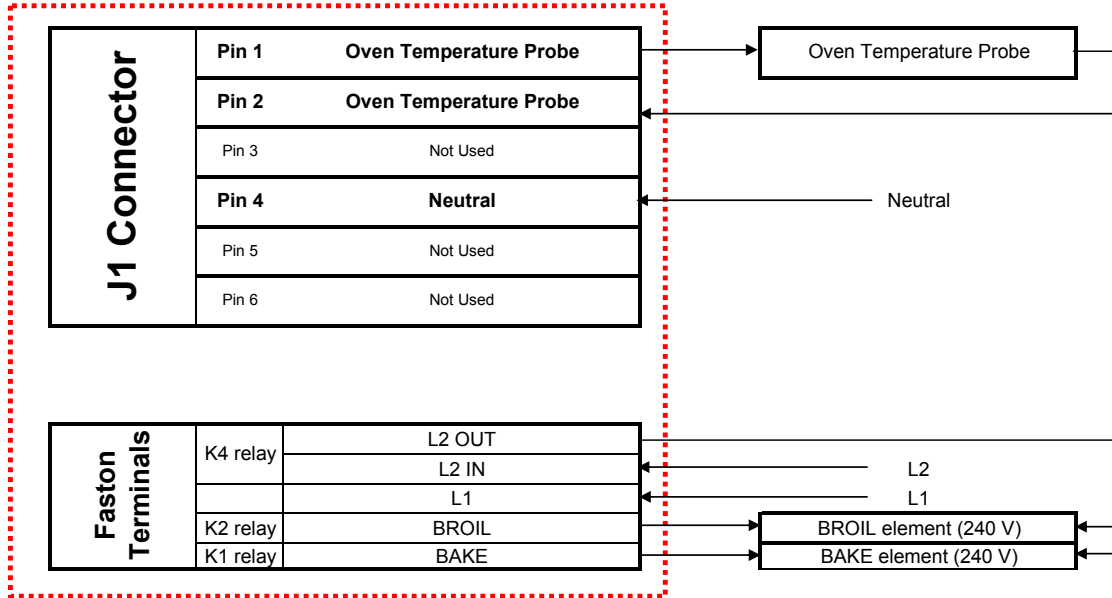 J1 Connector
Pin 1 Oven Temperature Probe
Oven Temperature Probe
Pin 2 Oven Temperature Probe
Pin 3 Not Used
Pin 4 Neutral
Neutral
Pin 5 Not Used
Pin 6 Not Used
Faston
Terminals
K4 relay
L2 OUT
L2 IN
L2
L1
L1
K2 relay BROIL
BROIL element (240 V)
K1 relay BAKE
BAKE element (240 V)